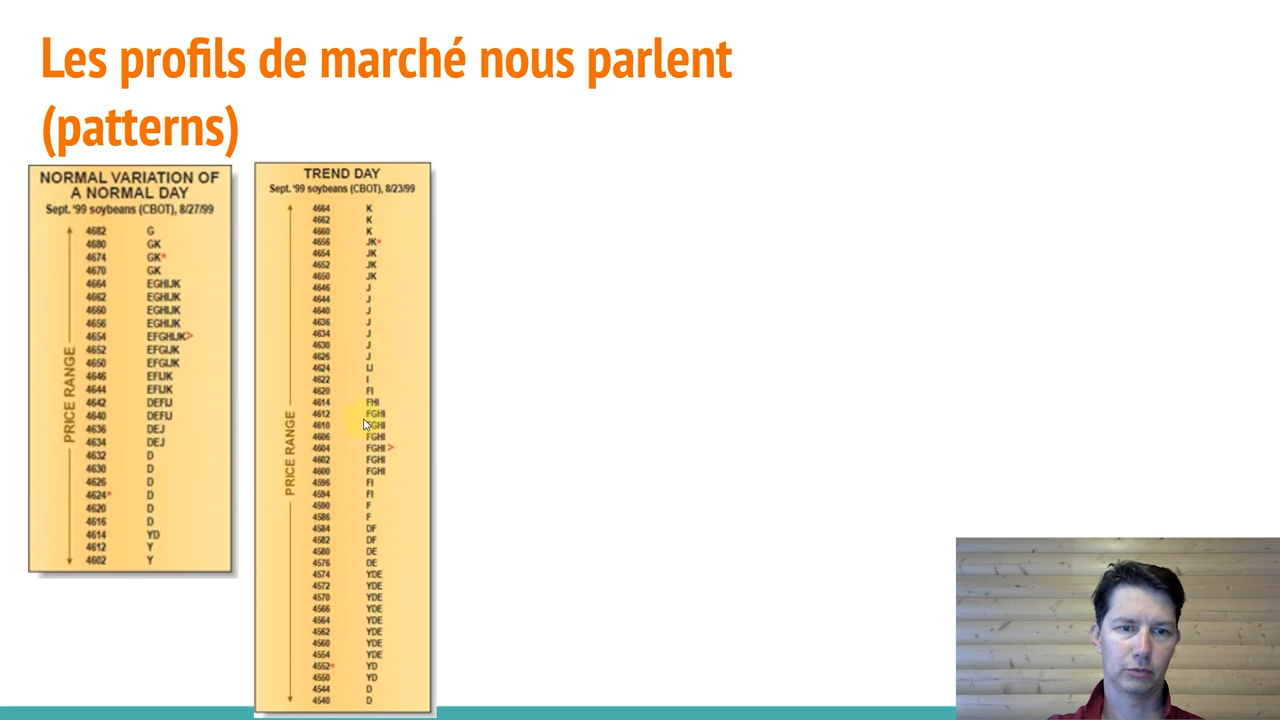 Les profils de marché nous parlent
(patterns)
NORMAL VARIATION OF
A NORMAL DAY
Sept. '99 soybeans (CBOT), 8/27/99
PRICE RANGE
4682 G
4680 GK
4674 GK*
4670 GK
4664 EGHIJK
4662 EGHIJK
4660 EGHIJK
4656 EGHIJK
4654 EFGHIJK>
4652 EFGIJK
4650 EFGIJK
4646 EFIJK
4644 EFIJK
4642 DEFIJ
4640 DEFIJ
4636 DEJ
4634 DEJ
4632 D
4630 D
4626 D
4624* D
4620 D
4616 D
4614 YD
4612 Y
4602 Y
TREND DAY
Sept. '99 soybeans (CBOT), 8/23/99
PRICE RANGE
4664 K
4662 K
4660 K
4656 JK*
4654 JK
4652 JK
4650 JK
4646 J
4644 J
4640 J
4636 J
4634 J
4630 J
4626 J
4624 IJ
4622 I
4620 FI
4614 FHI
4612 FGHI
4610 FGHI
4606 FGHI
4604 FGHI>
4602 FGHI
4600 FGHI
4596 FI
4594 FI
4590 F
4586 F
4584 DF
4582 DF
4580 DE
4576 DE
4574 YDE
4572 YDE
4570 YDE
4566 YDE
4564 YDE
4562 YDE
4560 YDE
4554 YDE
4552* YD
4550 YD
4544 D
4540 D